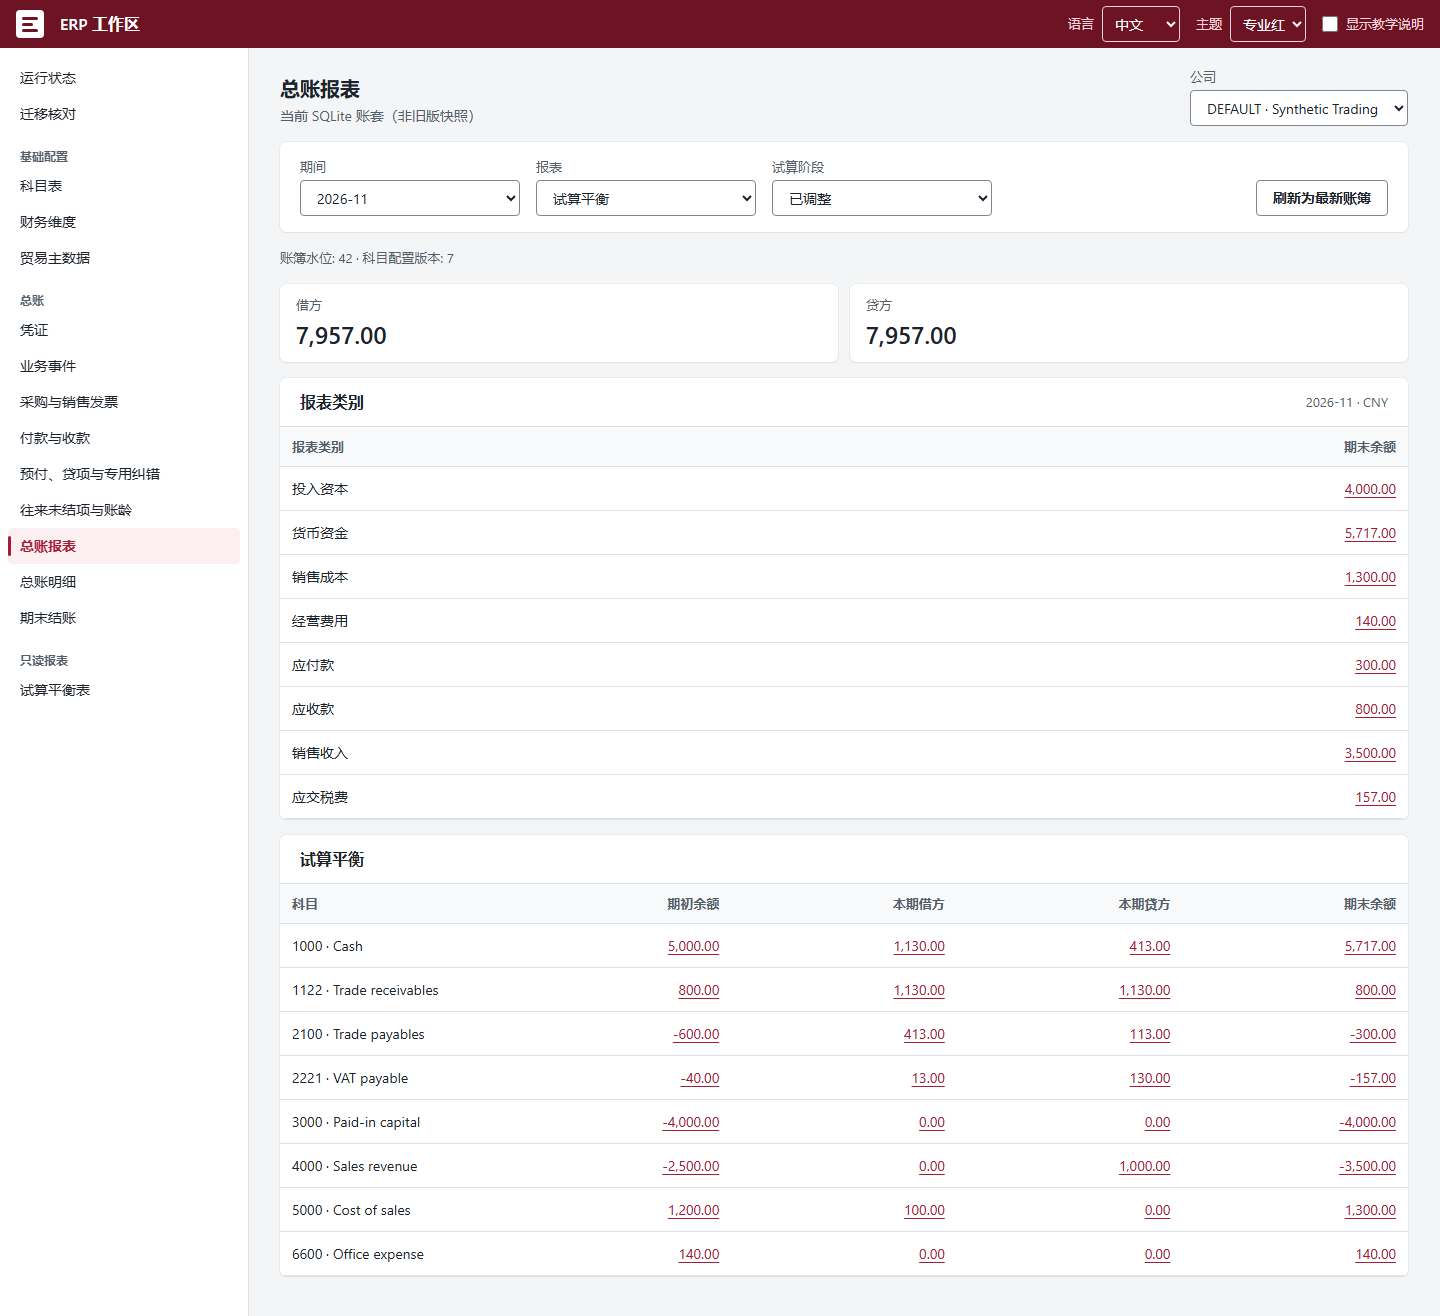 ERP 工作区
语言 中文 主题 专业红 显示教学说明
运行状态
迁移核对
基础配置
科目表
财务维度
贸易主数据
总账
凭证
业务事件
采购与销售发票
付款与收款
预付、贷项与专用纠错
往来未结项与账龄
总账报表
总账明细
期末结账
只读报表
试算平衡表
总账报表
当前 SQLite 账套（非旧版快照）
公司
DEFAULT · Synthetic Trading
期间 报表 试算阶段
2026-11 试算平衡 已调整 刷新为最新账簿
账簿水位: 42 · 科目配置版本: 7
借方 贷方
7,957.00 7,957.00
报表类别 2026-11 · CNY
报表类别 期末余额
投入资本 4,000.00
货币资金 5,717.00
销售成本 1,300.00
经营费用 140.00
应付款 300.00
应收款 800.00
销售收入 3,500.00
应交税费 157.00
试算平衡
科目 期初余额 本期借方 本期贷方 期末余额
1000 · Cash 5,000.00 1,130.00 413.00 5,717.00
1122 · Trade receivables 800.00 1,130.00 1,130.00 800.00
2100 · Trade payables -600.00 413.00 113.00 -300.00
2221 · VAT payable -40.00 13.00 130.00 -157.00
3000 · Paid-in capital -4,000.00 0.00 0.00 -4,000.00
4000 · Sales revenue -2,500.00 0.00 1,000.00 -3,500.00
5000 · Cost of sales 1,200.00 100.00 0.00 1,300.00
6600 · Office expense 140.00 0.00 0.00 140.00